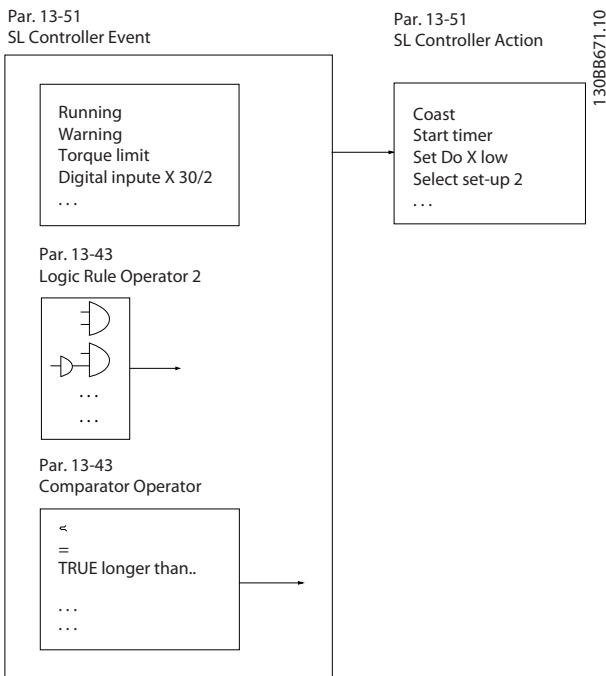 Par. 13-51
SL Controller Event
Running
Warning
Torque limit
Digital inpute X 30/2
. . .
Par. 13-43
Logic Rule Operator 2
. . .
. . .
Par. 13-43
Comparator Operator
<
=
TRUE longer than..
. . .
. . .
Par. 13-51
SL Controller Action
Coast
Start timer
Set Do X low
Select set-up 2
. . .
130BB671.10